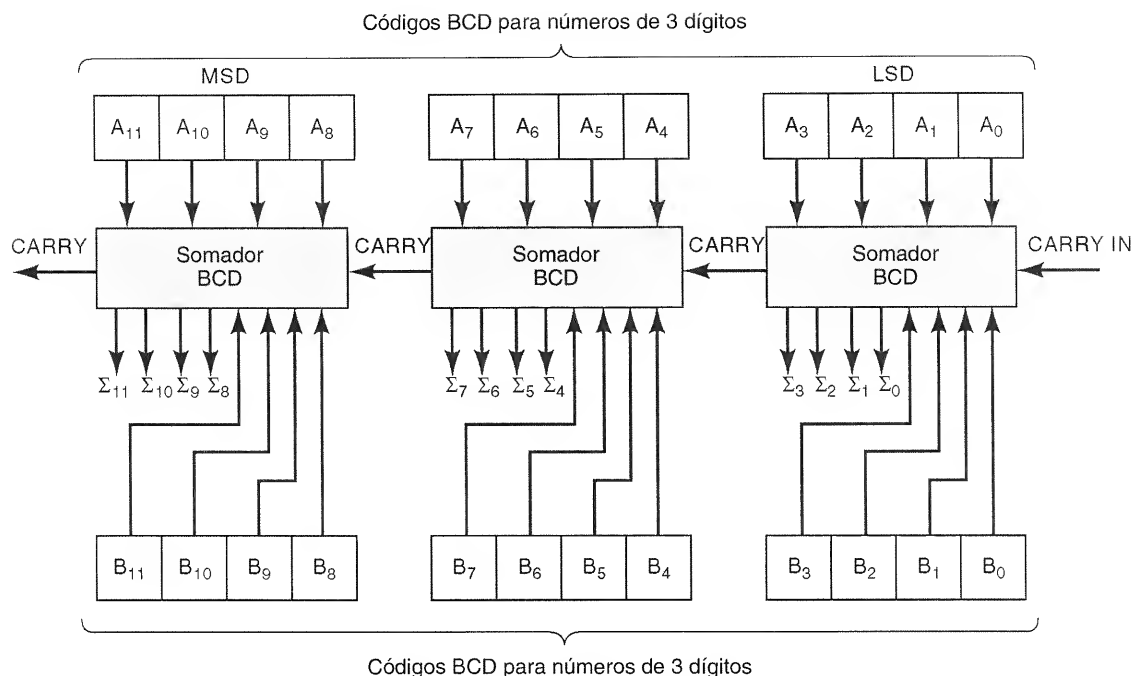 Códigos BCD para números de 3 dígitos
MSD LSD
A₁₁ A₁₀ A₉ A₈ A₇ A₆ A₅ A₄ A₃ A₂ A₁ A₀
CARRY Somador BCD CARRY Somador BCD CARRY Somador BCD CARRY IN
Σ₁₁ Σ₁₀ Σ₉ Σ₈ Σ₇ Σ₆ Σ₅ Σ₄ Σ₃ Σ₂ Σ₁ Σ₀
B₁₁ B₁₀ B₉ B₈ B₇ B₆ B₅ B₄ B₃ B₂ B₁ B₀
Códigos BCD para números de 3 dígitos